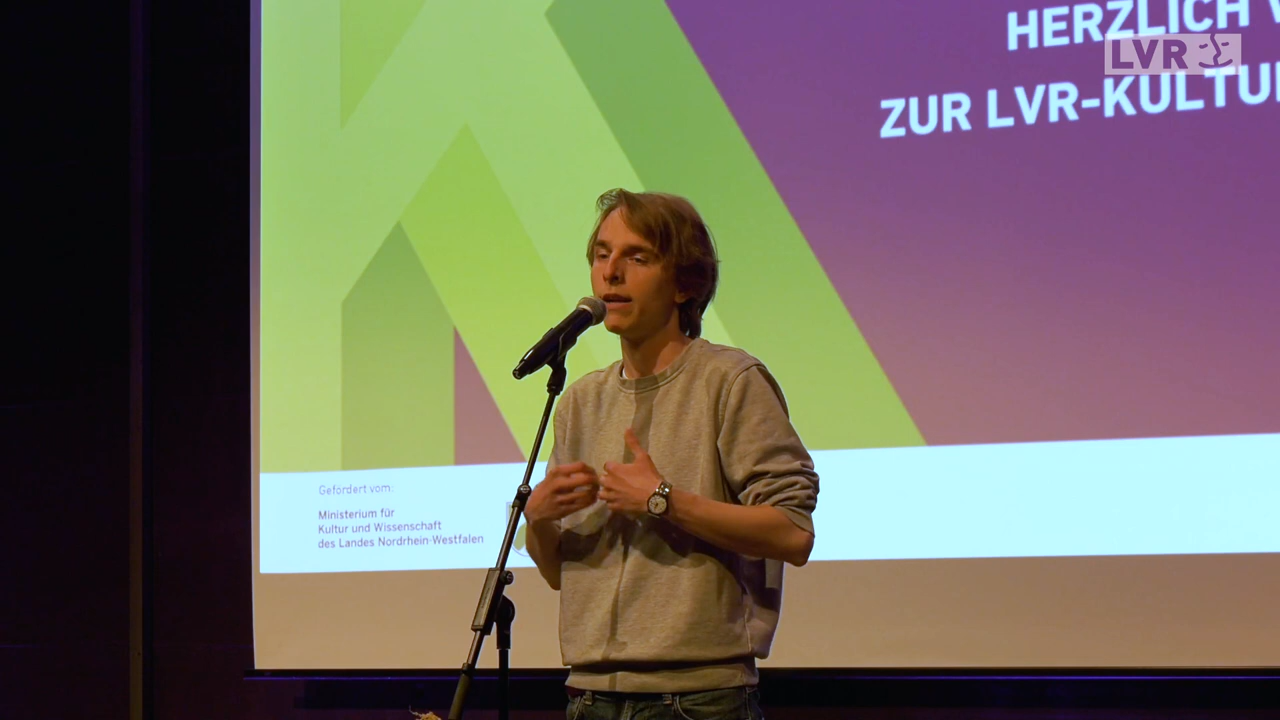 HERZLICH
ZUR LVR-KULTU
LVR
Gefördert vom:
Ministerium für
Kultur und Wissenschaft
des Landes Nordrhein-Westfalen